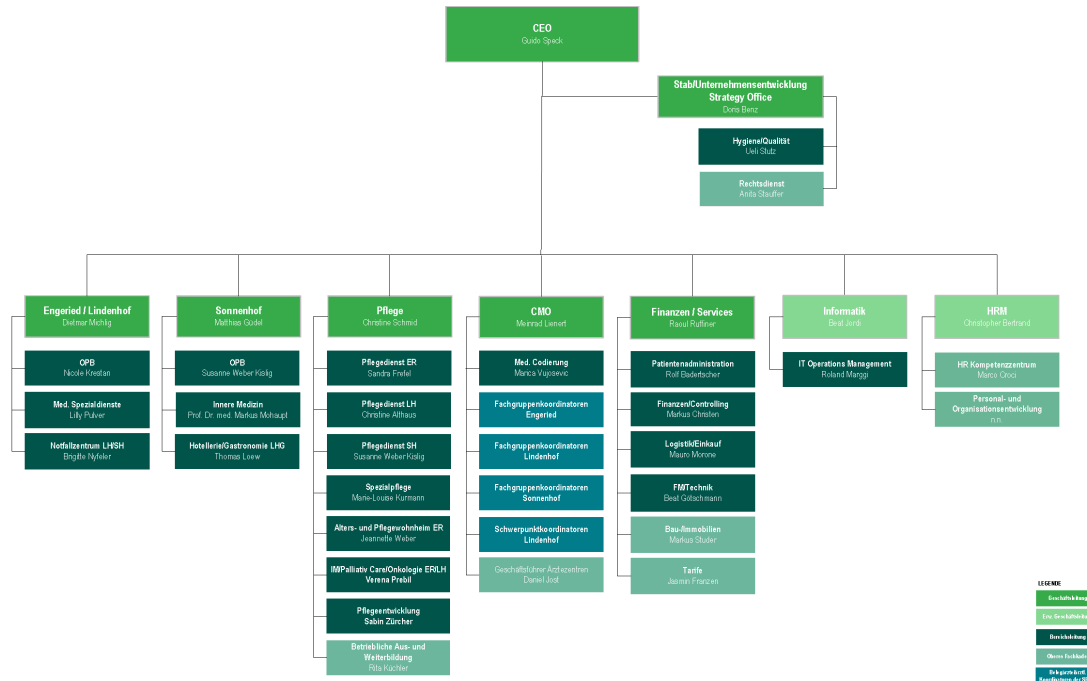 CEO
Guido Speck
Stab/Unternehmensentwicklung
Strategy Office
Doris Benz
Hygiene/Qualität
Ueli Stutz
Rechtsdienst
Anita Stauffer
Engeried / Lindenhof
Dietmar Michlig
OPB
Nicole Krestan
Med. Spezialdienste
Lilly Pulver
Notfallzentrum LH/SH
Brigitte Nyfeler
Sonnenhof
Matthias Güdel
OPB
Susanne Weber Kislig
Innere Medizin
Prof. Dr. med. Markus Mohaupt
Hotellerie/Gastronomie LHG
Thomas Loew
Pflege
Christine Schmid
Pflegedienst ER
Sandra Frefel
Pflegedienst LH
Christine Althaus
Pflegedienst SH
Susanne Weber Kislig
Spezialpflege
Marie-Louise Kurmann
Alters- und Pflegewohnheim ER
Jeannette Weber
IM/Palliativ Care/Onkologie ER/LH
Verena Prebil
Pflegeentwicklung
Sabin Zürcher
Betriebliche Aus- und
Weiterbildung
Rita Küchler
CMO
Meinrad Lienert
Med. Codierung
Marica Vujosevic
Fachgruppenkoordinatoren
Engeried
Fachgruppenkoordinatoren
Lindenhof
Fachgruppenkoordinatoren
Sonnenhof
Schwerpunktkoordinatoren
Lindenhof
Geschäftsführer Ärztezentren
Daniel Jost
Finanzen / Services
Raoul Ruffiner
Patientenadministration
Rolf Badertscher
Finanzen/Controlling
Markus Christen
Logistik/Einkauf
Mauro Morone
FM/Technik
Beat Götschmann
Bau-/Immobilien
Markus Studer
Tarife
Jasmin Franzen
Informatik
Beat Jordi
IT Operations Management
Roland Marggi
HRM
Christopher Bertrand
HR Kompetenzzentrum
Marco Croci
Personal- und
Organisationsentwicklung
n.n.
LEGENDE
Geschäftsleitung
Erw. Geschäftsleitung
Bereichsleitung